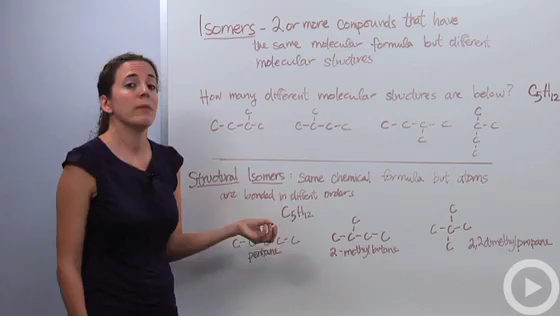 Isomers - 2 or more compounds that have
the same molecular formula but different
molecular structures
How many different molecular structures are below? C5H12
C C
C-C-C-C C-C-C-C C-C-C-C C-C
C C
C
Structural Isomers: same chemical formula but atoms
are bonded in different orders
C5H12
C C
C-C-C-C-C C-C-C-C C-C-C
pentane 2-methylbutane C 2,2dimethylpropane